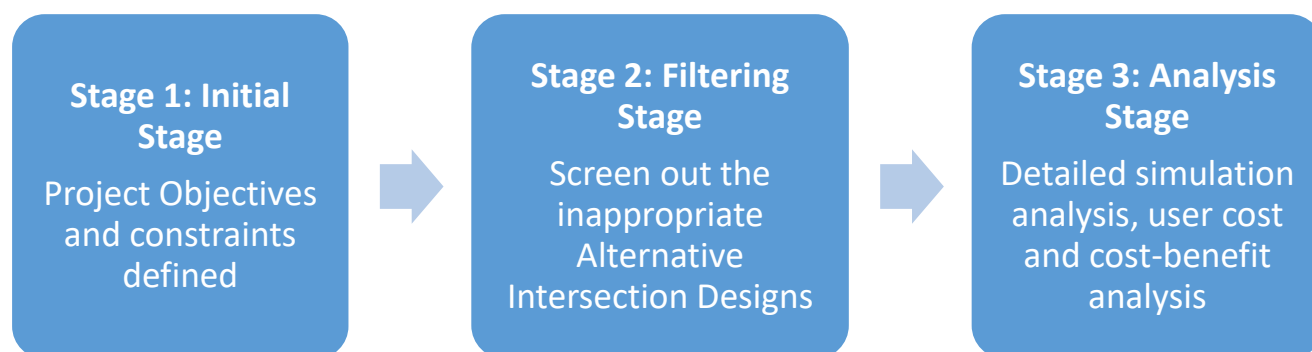 Stage 1: Initial
Stage
Project Objectives
and constraints
defined
Stage 2: Filtering
Stage
Screen out the
inappropriate
Alternative
Intersection Designs
Stage 3: Analysis
Stage
Detailed simulation
analysis, user cost
and cost-benefit
analysis